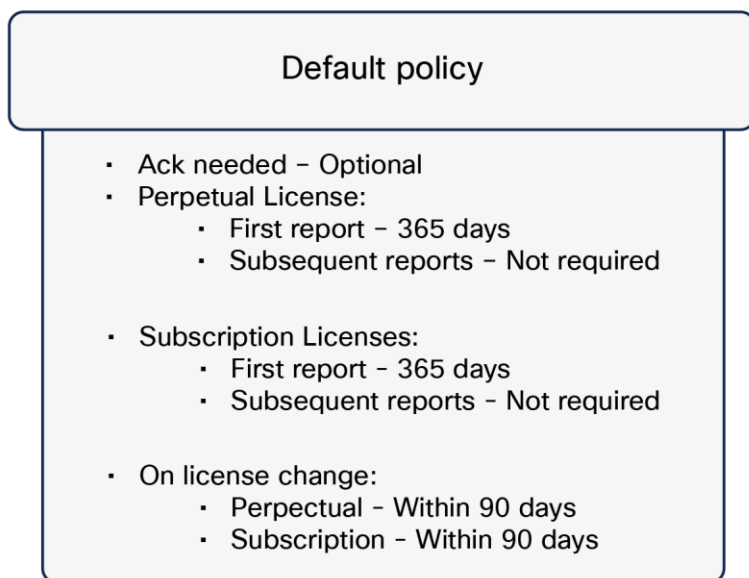 Default policy
▪ Ack needed – Optional
▪ Perpetual License:
▪ First report – 365 days
▪ Subsequent reports – Not required
▪ Subscription Licenses:
▪ First report – 365 days
▪ Subsequent reports – Not required
▪ On license change:
▪ Perpectual – Within 90 days
▪ Subscription – Within 90 days